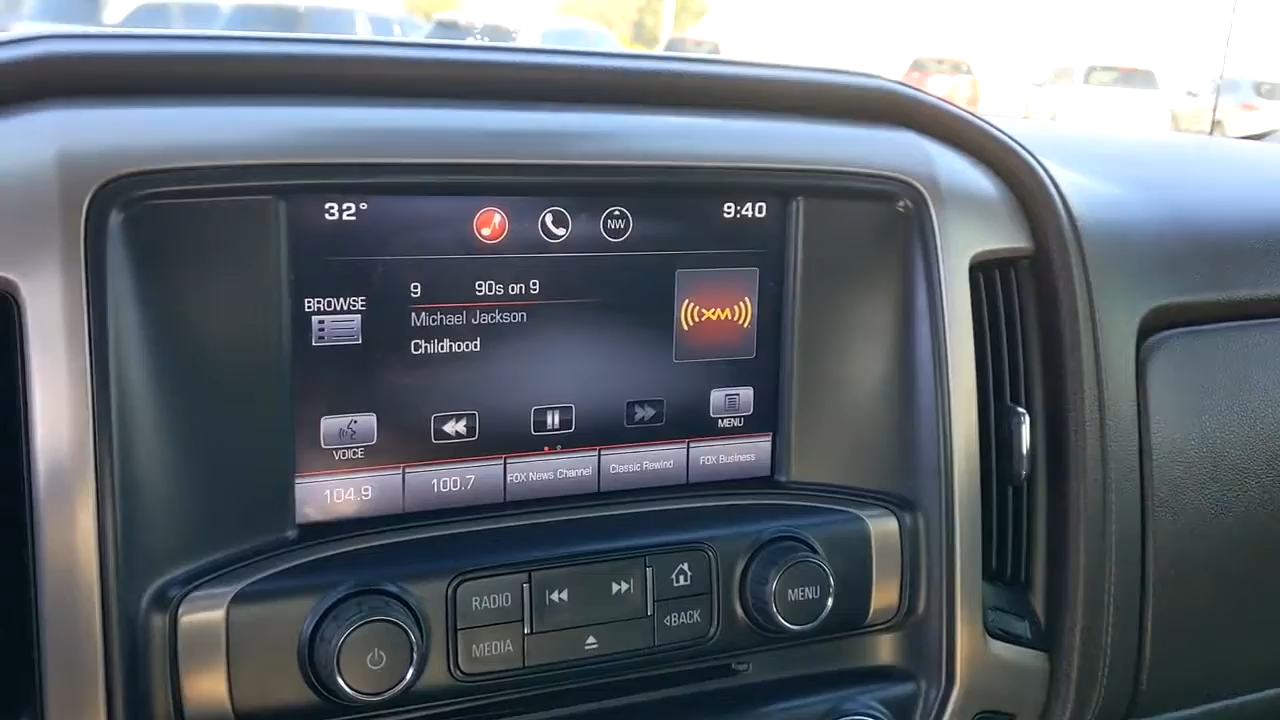 32°
NW
9:40
BROWSE
9 90s on 9
Michael Jackson
Childhood
((XM))
VOICE
MENU
104.9
100.7
FOX News Channel
Classic Rewind
FOX Business
RADIO
MEDIA
BACK
MENU